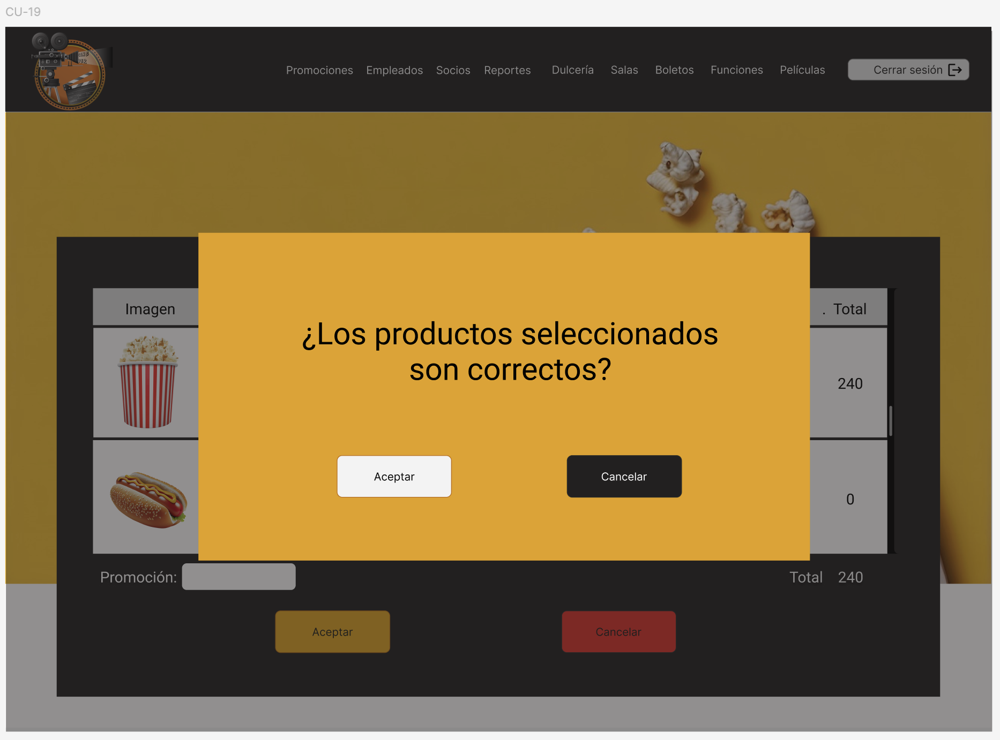 CU-19
CINE
Promociones Empleados Socios Reportes Dulcería Salas Boletos Funciones Películas Cerrar sesión
Imagen . Total
¿Los productos seleccionados
son correctos?
240
Aceptar Cancelar
0
Promoción: Total 240
Aceptar Cancelar